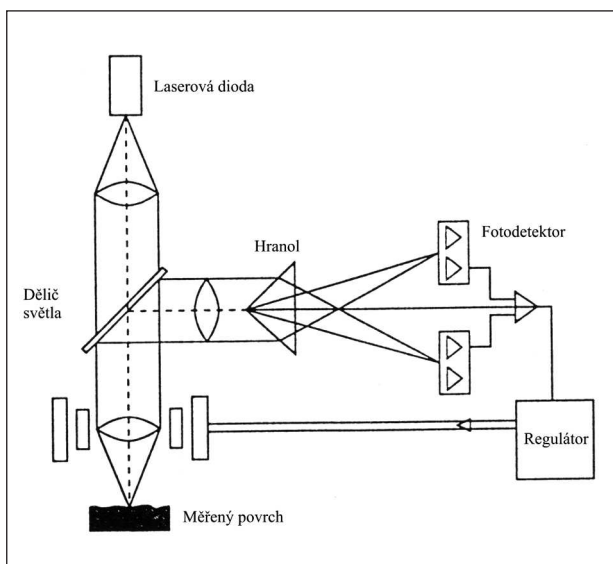 Laserová dioda
Hranol
Fotodetektor
Dělič
světla
Regulátor
Měřený povrch